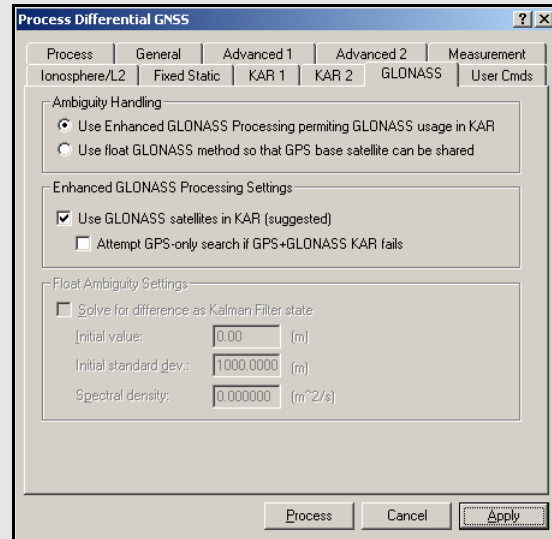 Process Differential GNSS
Process General Advanced 1 Advanced 2 Measurement
Ionosphere/L2 Fixed Static KAR 1 KAR 2 GLONASS User Cmds
Ambiguity Handling
Use Enhanced GLONASS Processing permiting GLONASS usage in KAR
Use float GLONASS method so that GPS base satellite can be shared
Enhanced GLONASS Processing Settings
Use GLONASS satellites in KAR (suggested)
Attempt GPS-only search if GPS+GLONASS KAR fails
Float Ambiguity Settings
Solve for difference as Kalman Filter state
Initial value: 0.00 (m)
Initial standard dev.: 1000.0000 (m)
Spectral density: 0.000000 (m^2/s)
Process Cancel Apply